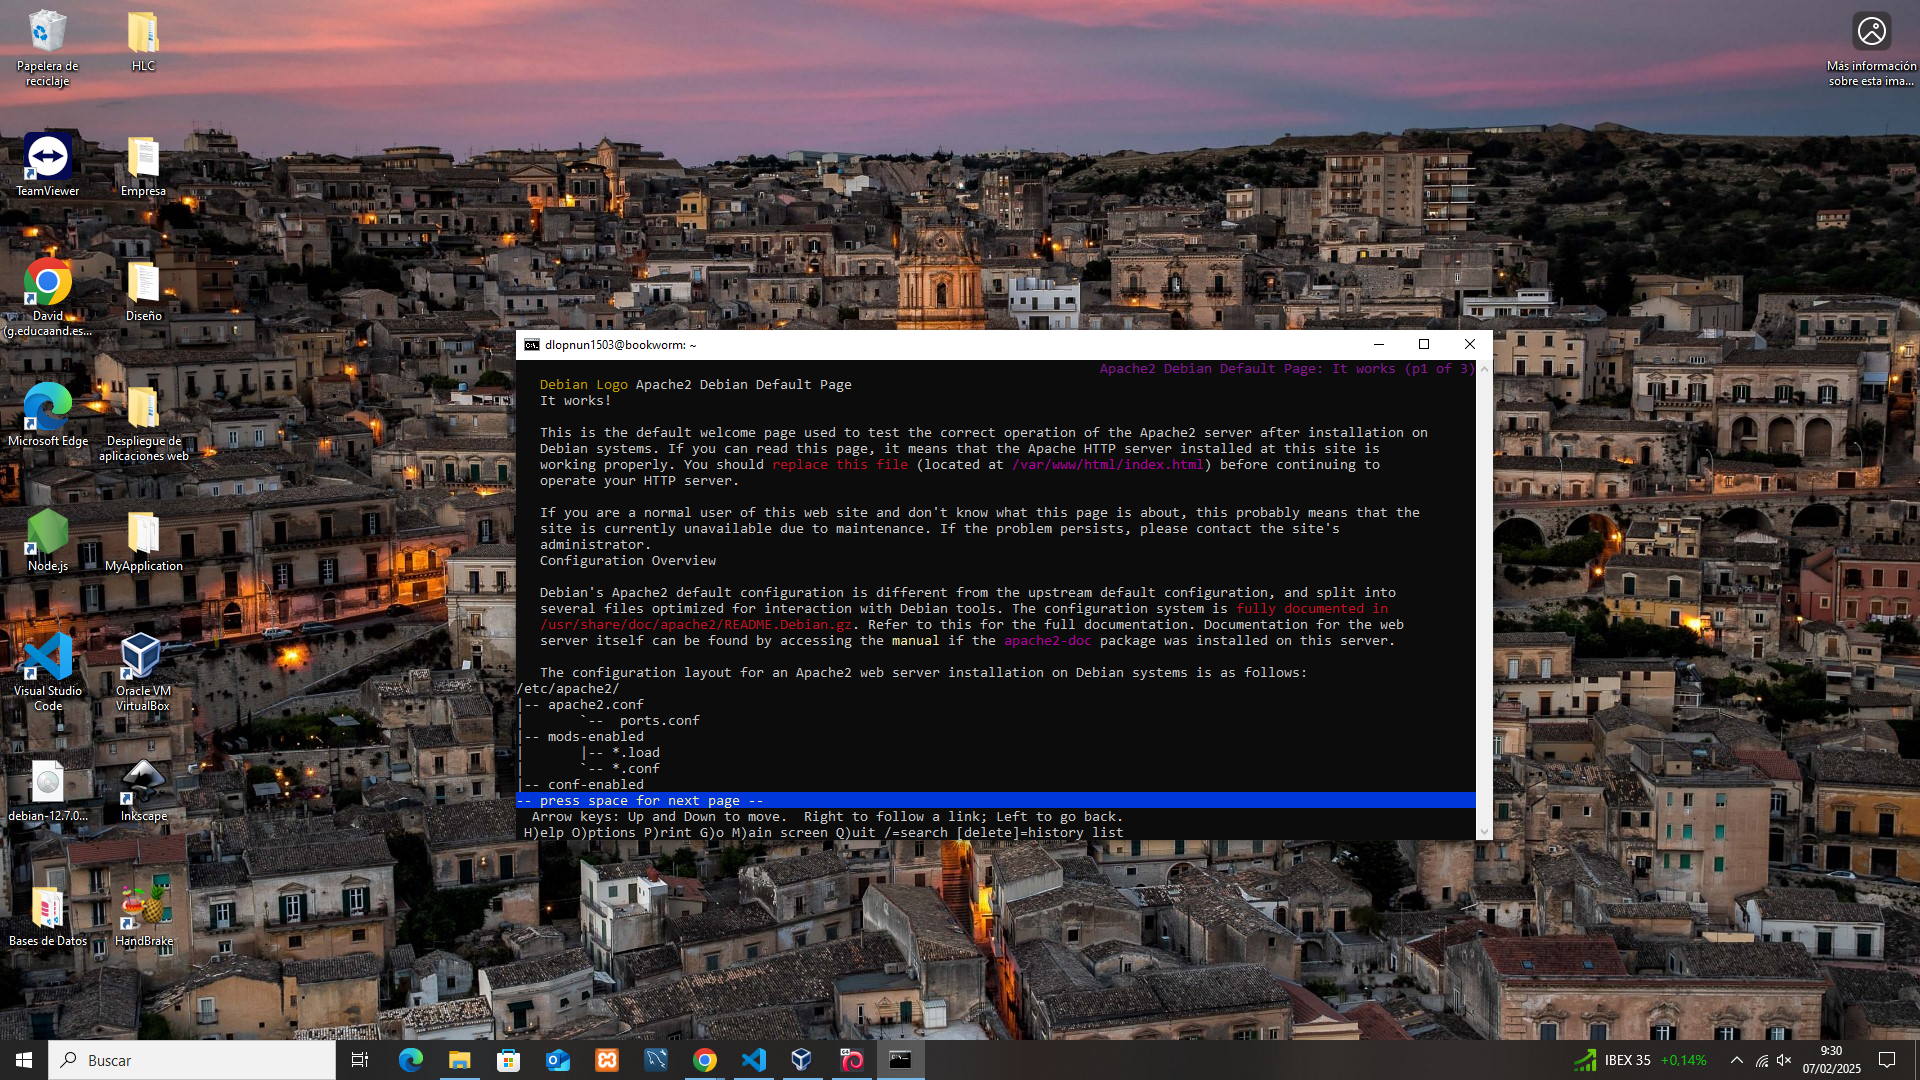 Papelera de
reciclaje
HLC
Más información
sobre esta ima...
TeamViewer
Empresa
David
(g.educaand.es...
Diseño
Microsoft Edge
Despliegue de
aplicaciones web
Node.js
MyApplication
Visual Studio
Code
Oracle VM
VirtualBox
debian-12.7.0...
Inkscape
Bases de Datos
HandBrake
dlopnun1503@bookworm: ~
Apache2 Debian Default Page: It works (p1 of 3)
Debian Logo Apache2 Debian Default Page
It works!
This is the default welcome page used to test the correct operation of the Apache2 server after installation on
Debian systems. If you can read this page, it means that the Apache HTTP server installed at this site is
working properly. You should replace this file (located at /var/www/html/index.html) before continuing to
operate your HTTP server.
If you are a normal user of this web site and don't know what this page is about, this probably means that the
site is currently unavailable due to maintenance. If the problem persists, please contact the site's
administrator.
Configuration Overview
Debian's Apache2 default configuration is different from the upstream default configuration, and split into
several files optimized for interaction with Debian tools. The configuration system is fully documented in
/usr/share/doc/apache2/README.Debian.gz. Refer to this for the full documentation. Documentation for the web
server itself can be found by accessing the manual if the apache2-doc package was installed on this server.
The configuration layout for an Apache2 web server installation on Debian systems is as follows:
/etc/apache2/
|-- apache2.conf
|       `--  ports.conf
|-- mods-enabled
|       |-- *.load
|       `-- *.conf
|-- conf-enabled
-- press space for next page --
Arrow keys: Up and Down to move.  Right to follow a link; Left to go back.
H)elp O)ptions P)rint G)o M)ain screen Q)uit /=search [delete]=history list
Buscar
IBEX 35 +0,14%
9:30
07/02/2025